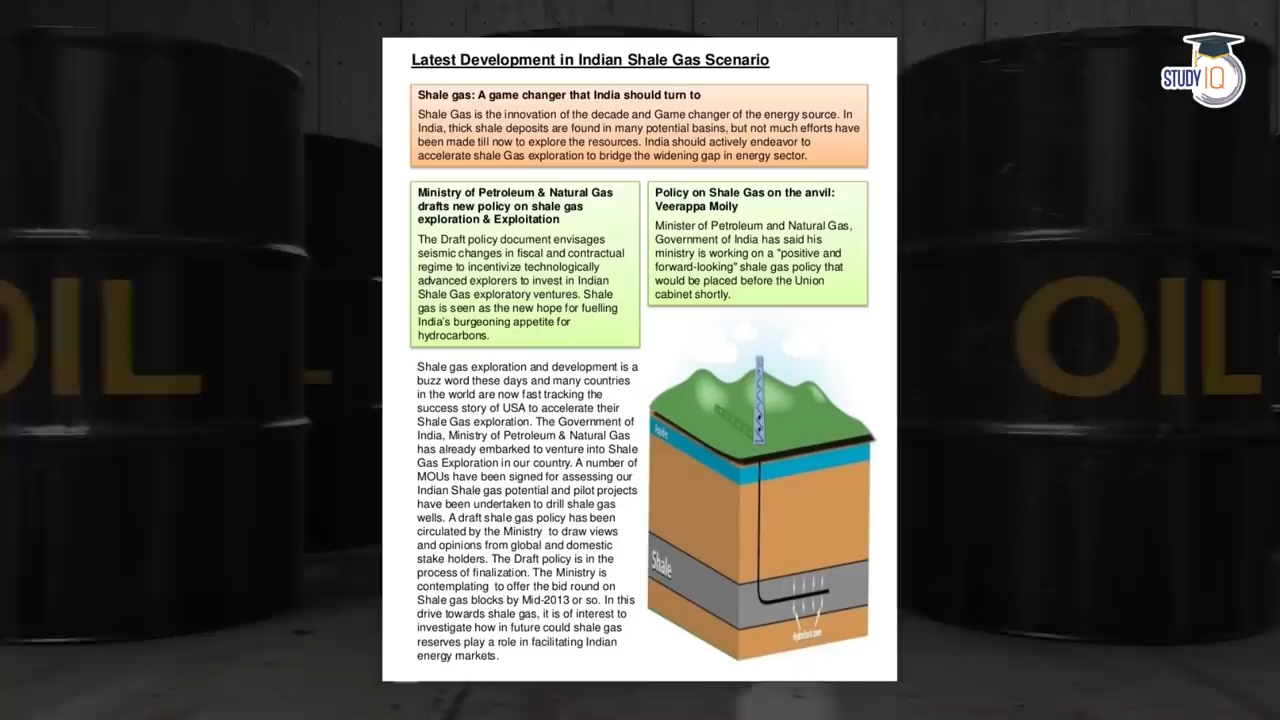 Latest Development in Indian Shale Gas Scenario
Shale gas: A game changer that India should turn to
Shale Gas is the innovation of the decade and Game changer of the energy source. In
India, thick shale deposits are found in many potential basins, but not much efforts have
been made till now to explore the resources. India should actively endeavor to
accelerate shale Gas exploration to bridge the widening gap in energy sector.
Ministry of Petroleum & Natural Gas
drafts new policy on shale gas
exploration & Exploitation
The Draft policy document envisages
seismic changes in fiscal and contractual
regime to incentivize technologically
advanced explorers to invest in Indian
Shale Gas exploratory ventures. Shale
gas is seen as the new hope for fuelling
India's burgeoning appetite for
hydrocarbons.
Policy on Shale Gas on the anvil:
Veerappa Moily
Minister of Petroleum and Natural Gas,
Government of India has said his
ministry is working on a "positive and
forward-looking" shale gas policy that
would be placed before the Union
cabinet shortly.
Shale gas exploration and development is a
buzz word these days and many countries
in the world are now fast tracking the
success story of USA to accelerate their
Shale Gas exploration. The Government of
India, Ministry of Petroleum & Natural Gas
has already embarked to venture into Shale
Gas Exploration in our country. A number of
MOUs have been signed for assessing our
Indian Shale gas potential and pilot projects
have been undertaken to drill shale gas
wells. A draft shale gas policy has been
circulated by the Ministry to draw views
and opinions from global and domestic
stake holders. The Draft policy is in the
process of finalization. The Ministry is
contemplating to offer the bid round on
Shale gas blocks by Mid-2013 or so. In this
drive towards shale gas, it is of interest to
investigate how in future could shale gas
reserves play a role in facilitating Indian
energy markets.
Shale
OIL
OIL
STUDY IQ